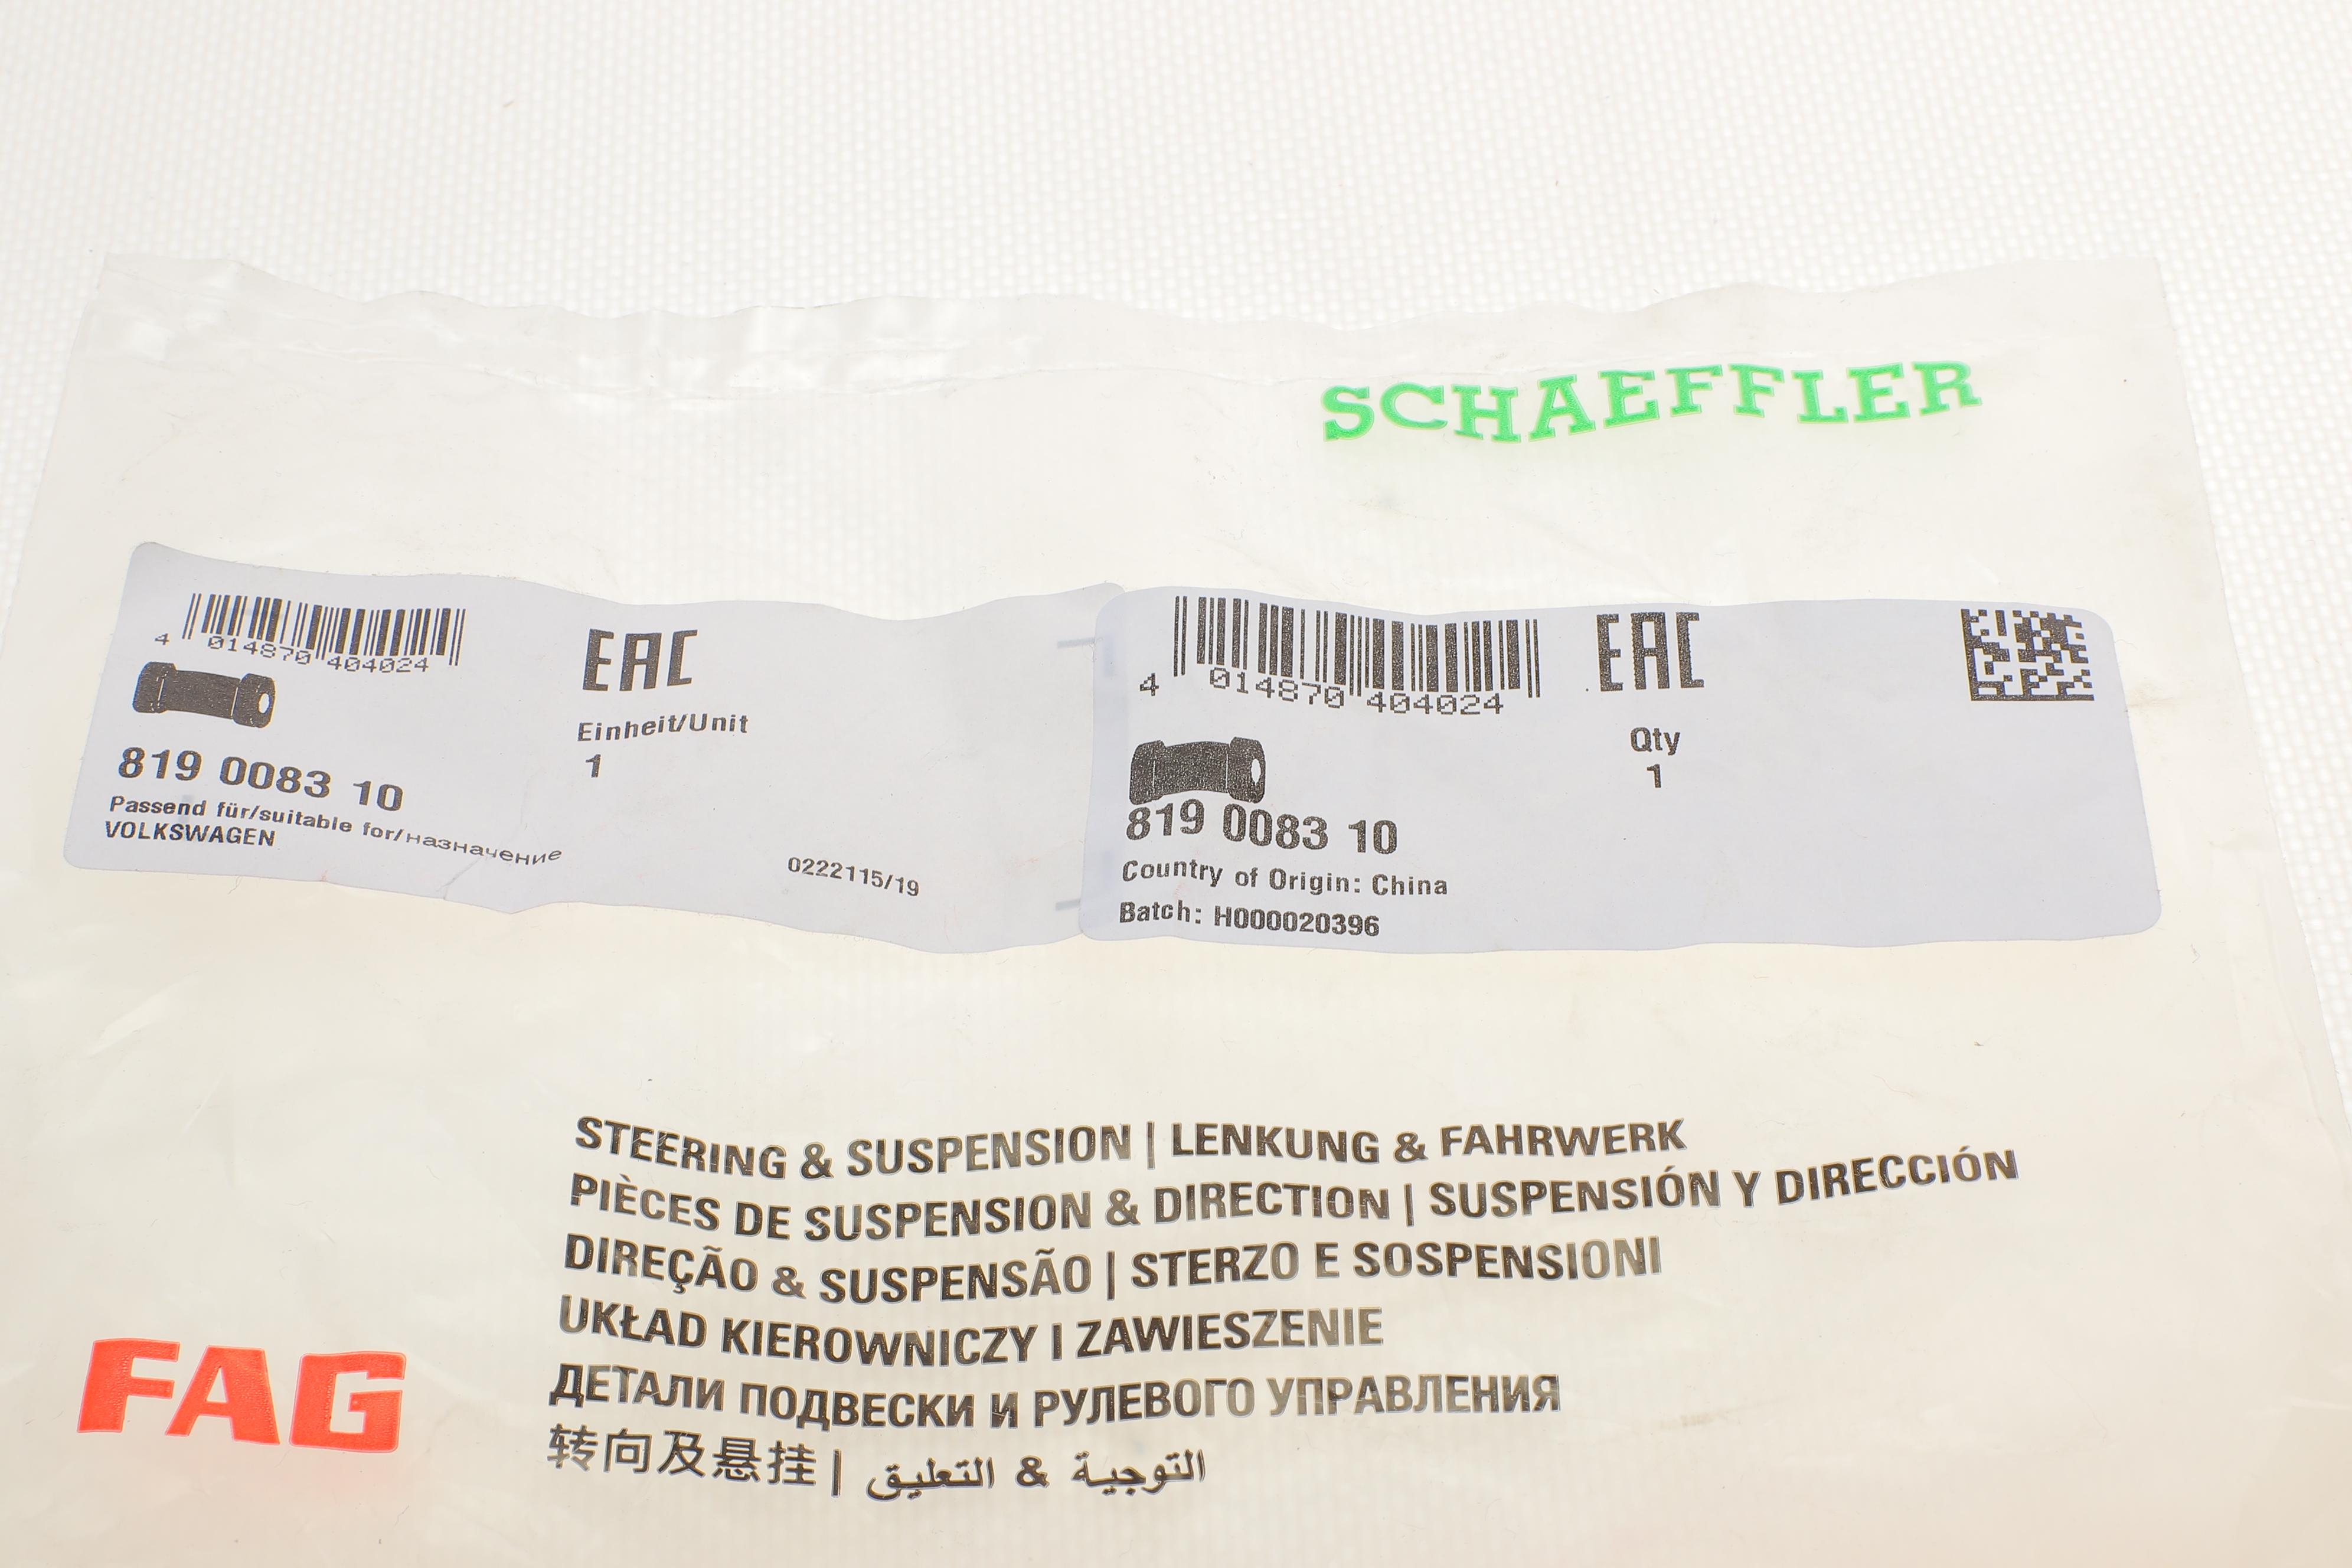 SCHAEFFLER
4 014870 404024
EAC
Einheit/Unit
1
819 0083 10
Passend für/suitable for/назначение
VOLKSWAGEN
0222115/19
4 014870 404024
EAC
Qty
1
819 0083 10
Country of Origin: China
Batch: H000020396
STEERING & SUSPENSION | LENKUNG & FAHRWERK
PIÈCES DE SUSPENSION & DIRECTION | SUSPENSIÓN Y DIRECCIÓN
DIREÇÃO & SUSPENSÃO | STERZO E SOSPENSIONI
UKŁAD KIEROWNICZY I ZAWIESZENIE
ДЕТАЛИ ПОДВЕСКИ И РУЛЕВОГО УПРАВЛЕНИЯ
转向及悬挂 | التوجية & التعليق
FAG